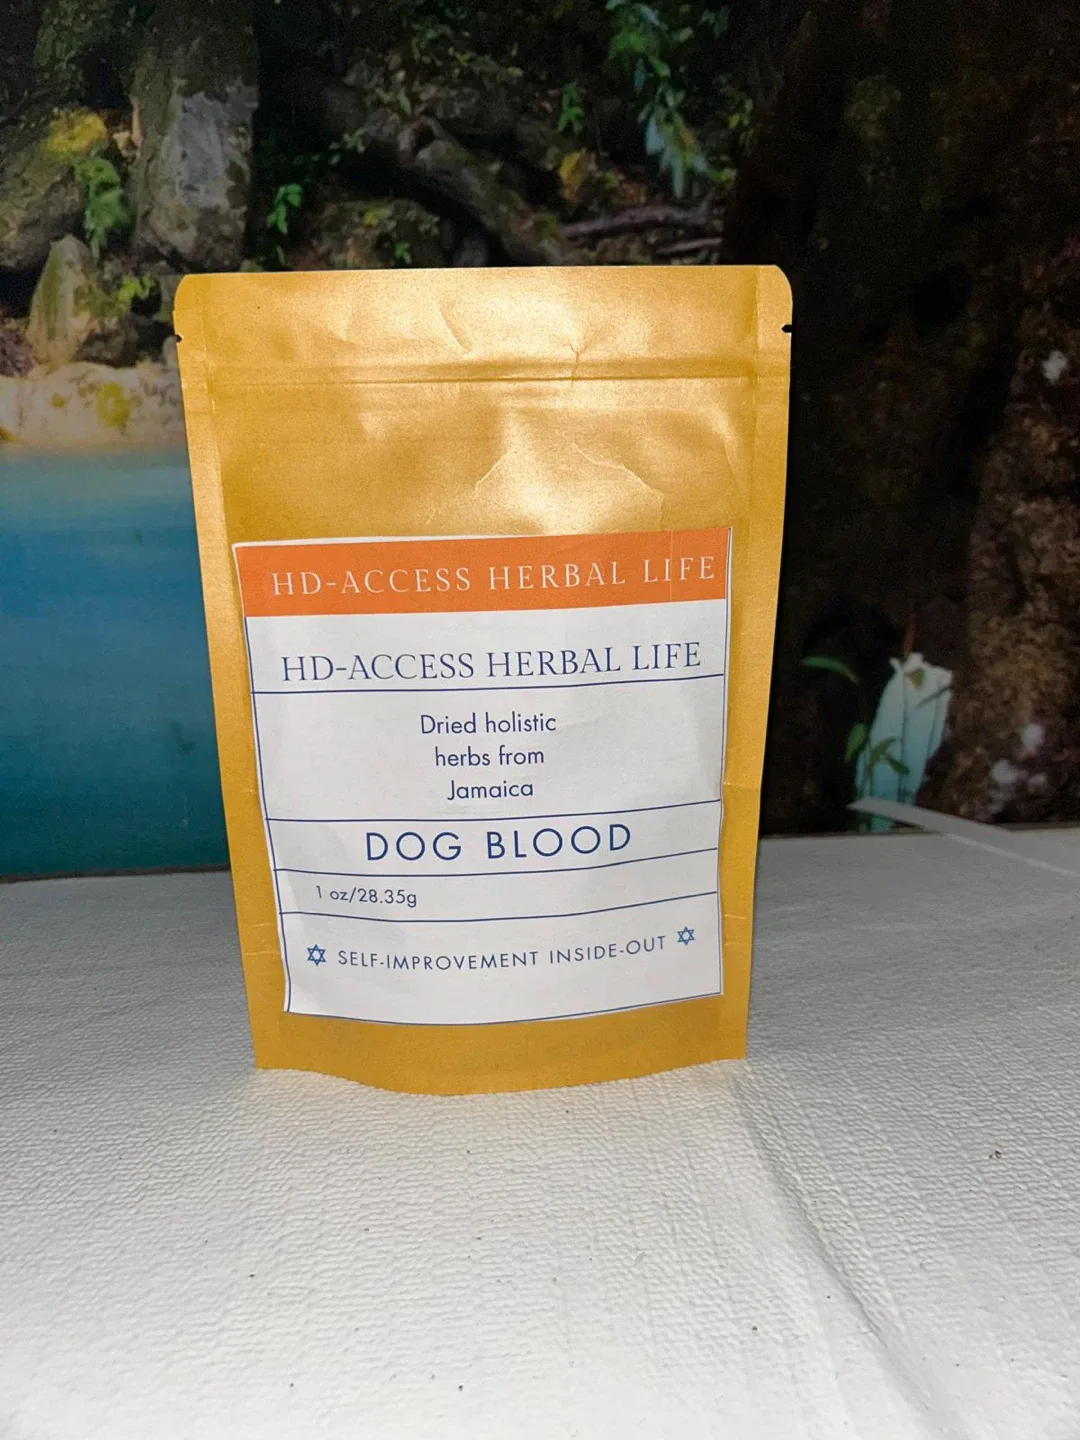 HD-ACCESS HERBAL LIFE
HD-ACCESS HERBAL LIFE
Dried holistic
herbs from
Jamaica
DOG BLOOD
1 oz/28.35g
✡ SELF-IMPROVEMENT INSIDE-OUT ✡